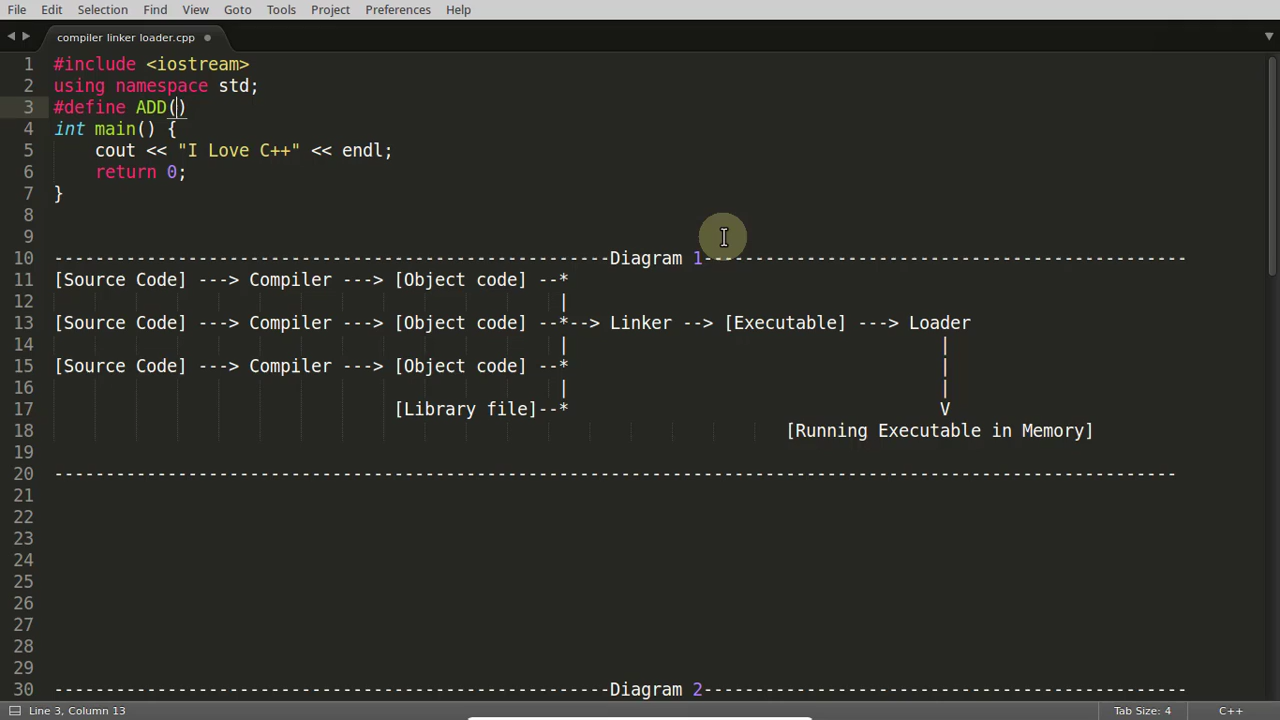 File Edit Selection Find View Goto Tools Project Preferences Help
compiler linker loader.cpp
1 #include <iostream>
2 using namespace std;
3 #define ADD()
4 int main() {
5 cout << "I Love C++" << endl;
6 return 0;
7 }
8
9
10 ------------------------------------------------------Diagram 1-----------------------------------------------
11 [Source Code] ---> Compiler ---> [Object code] --*
12 |
13 [Source Code] ---> Compiler ---> [Object code] --*--> Linker --> [Executable] ---> Loader
14 | |
15 [Source Code] ---> Compiler ---> [Object code] --* |
16 | |
17 [Library file]--* V
18 [Running Executable in Memory]
19
20 -------------------------------------------------------------------------------------------------------------
21
22
23
24
25
26
27
28
29
30 ------------------------------------------------------Diagram 2-----------------------------------------------
Line 3, Column 13 Tab Size: 4 C++